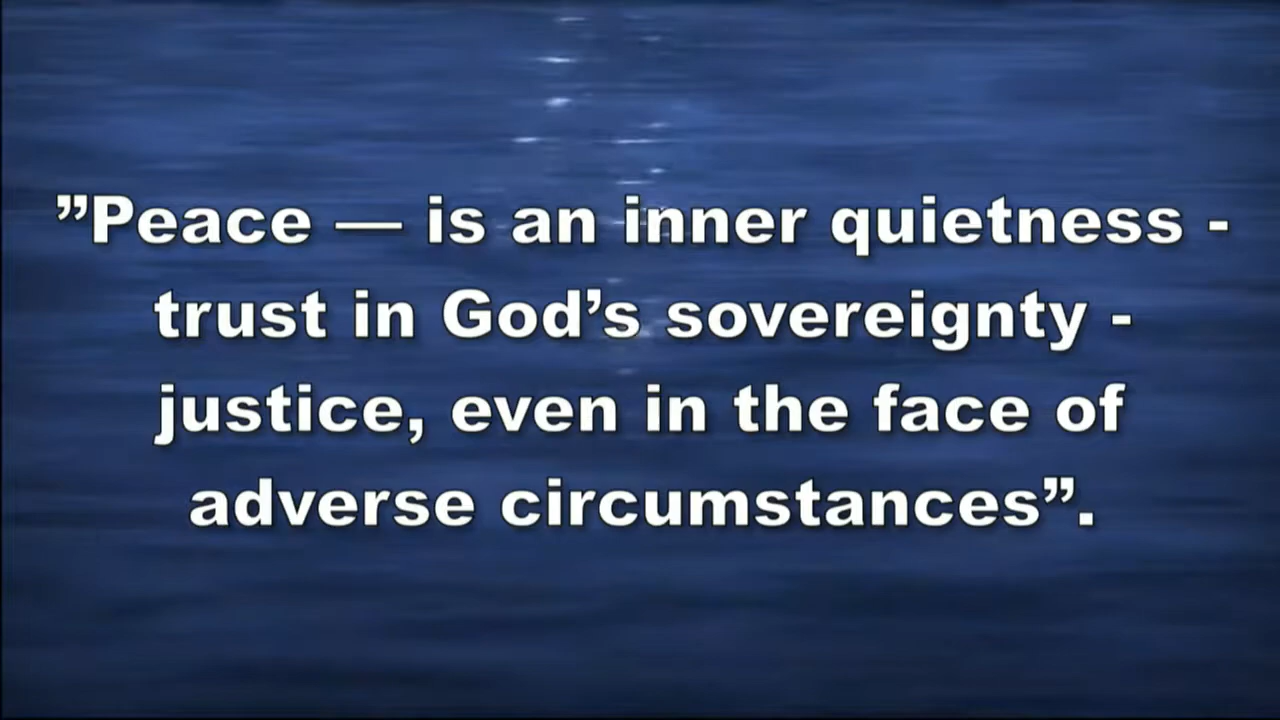 ”Peace — is an inner quietness -
trust in God’s sovereignty -
justice, even in the face of
adverse circumstances”.